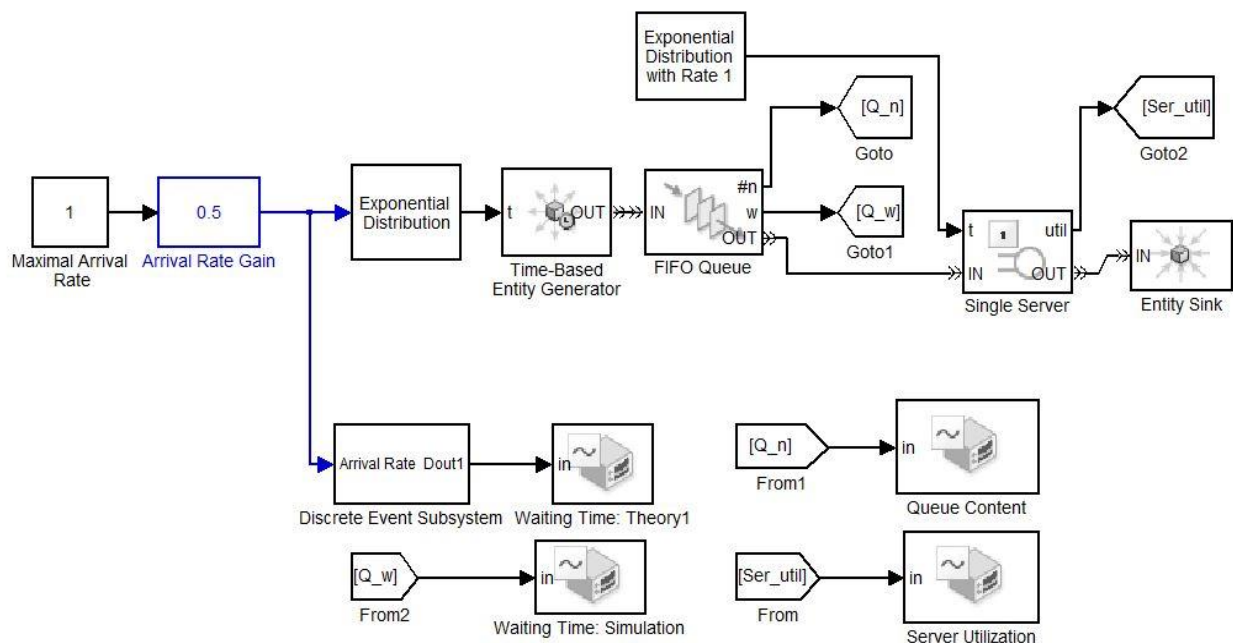 Exponential
Distribution
with Rate 1
[Q_n]
Goto
[Ser_util]
Goto2
1
Maximal Arrival
Rate
0.5
Arrival Rate Gain
Exponential
Distribution
t
OUT
Time-Based
Entity Generator
IN
#n
w
OUT
FIFO Queue
[Q_w]
Goto1
t
1
util
IN
OUT
Single Server
IN
Entity Sink
Arrival Rate Dout1
Discrete Event Subsystem
in
Waiting Time: Theory1
[Q_n]
From1
in
Queue Content
[Q_w]
From2
in
Waiting Time: Simulation
[Ser_util]
From
in
Server Utilization